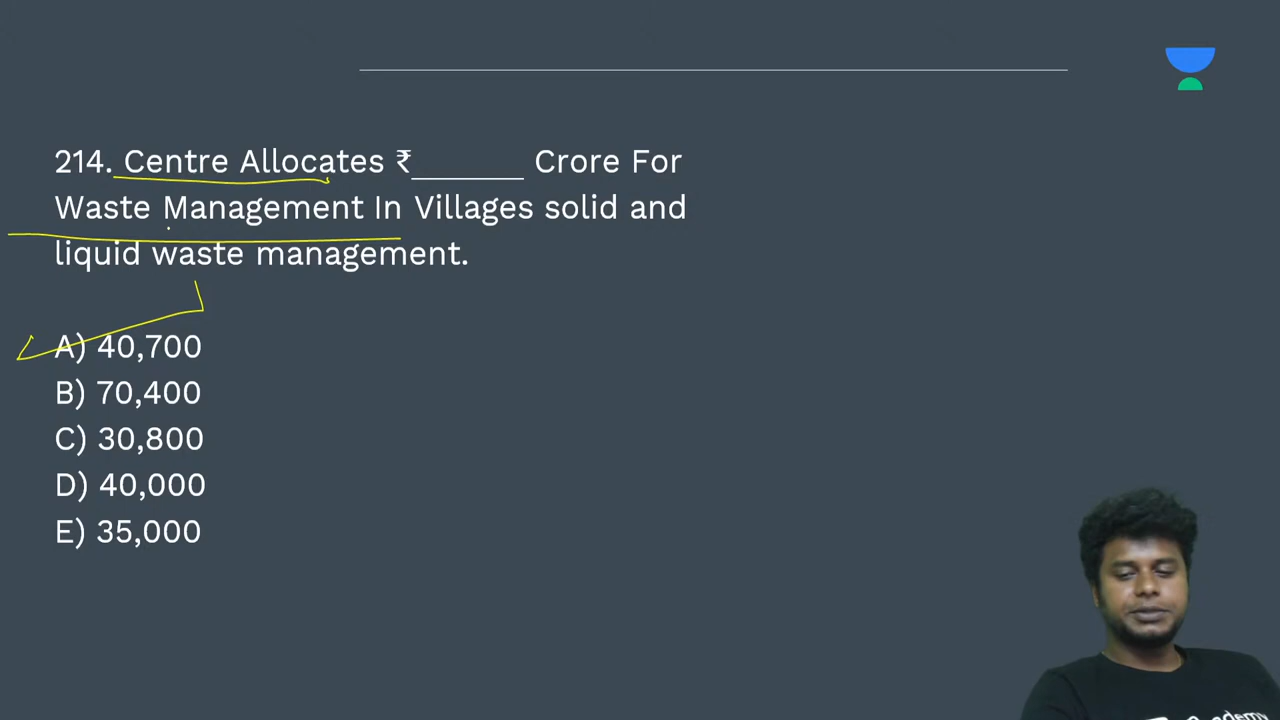 214. Centre Allocates ₹_______ Crore For
Waste Management In Villages solid and
liquid waste management.
A) 40,700
B) 70,400
C) 30,800
D) 40,000
E) 35,000